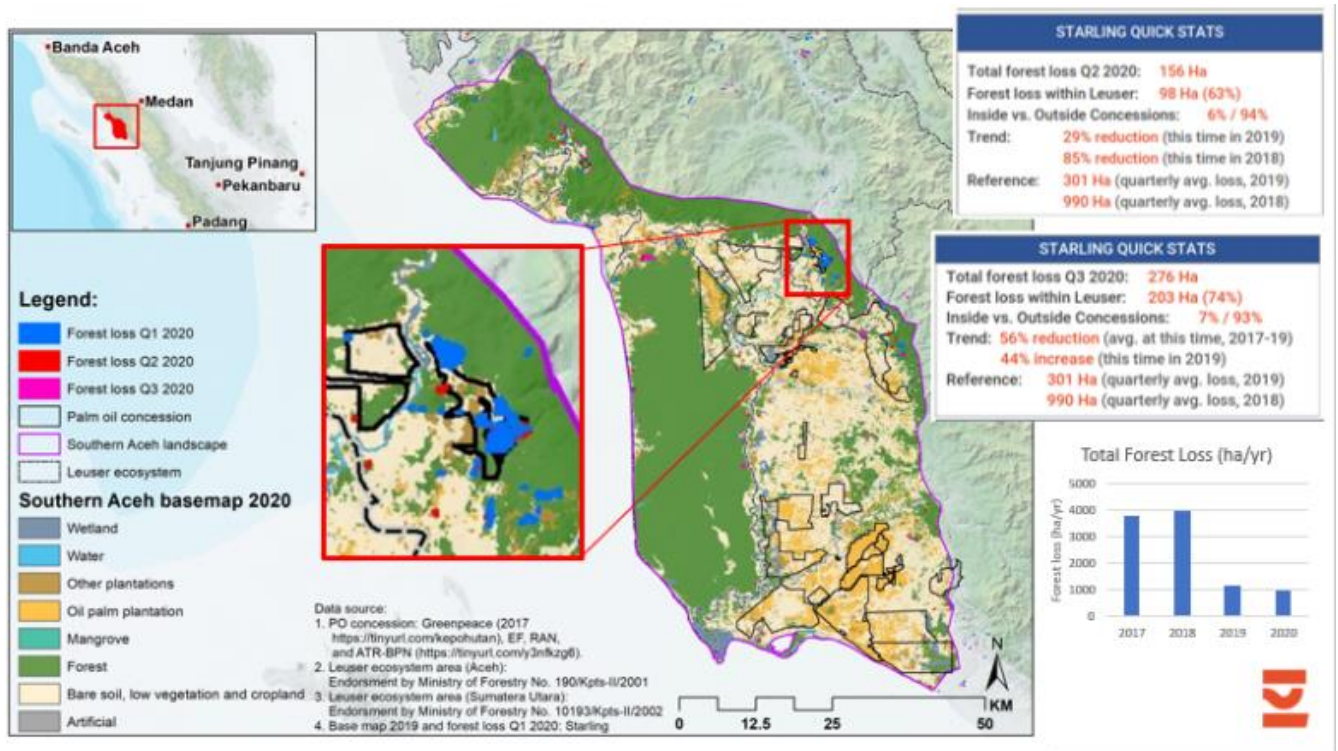 Banda Aceh
Medan
Tanjung Pinang
Pekanbaru
Padang
Legend:
Forest loss Q1 2020
Forest loss Q2 2020
Forest loss Q3 2020
Palm oil concession
Southern Aceh landscape
Leuser ecosystem
Southern Aceh basemap 2020
Wetland
Water
Other plantations
Oil palm plantation
Mangrove
Forest
Bare soil, low vegetation and cropland
Artificial
Data source:
1. PO concession: Greenpeace (2017
https://tinyurl.com/kepohutan), EF, RAN,
and ATR-BPN (https://tinyurl.com/y3nfkzg6).
2. Leuser ecosystem area (Aceh):
Endorsement by Ministry of Forestry No. 190/Kpts-II/2001
3. Leuser ecosystem area (Sumatera Utara):
Endorsement by Ministry of Forestry No. 10193/Kpts-II/2002
4. Base map 2019 and forest loss Q1 2020: Starling
N
KM
0 12.5 25 50
STARLING QUICK STATS
Total forest loss Q2 2020: 156 Ha
Forest loss within Leuser: 98 Ha (63%)
Inside vs. Outside Concessions: 6% / 94%
Trend: 29% reduction (this time in 2019)
85% reduction (this time in 2018)
Reference: 301 Ha (quarterly avg. loss, 2019)
990 Ha (quarterly avg. loss, 2018)
STARLING QUICK STATS
Total forest loss Q3 2020: 276 Ha
Forest loss within Leuser: 203 Ha (74%)
Inside vs. Outside Concessions: 7% / 93%
Trend: 56% reduction (avg. at this time, 2017-19)
44% increase (this time in 2019)
Reference: 301 Ha (quarterly avg. loss, 2019)
990 Ha (quarterly avg. loss, 2018)
Total Forest Loss (ha/yr)
Forest loss (ha/yr)
5000
4000
3000
2000
1000
0
2017 2018 2019 2020